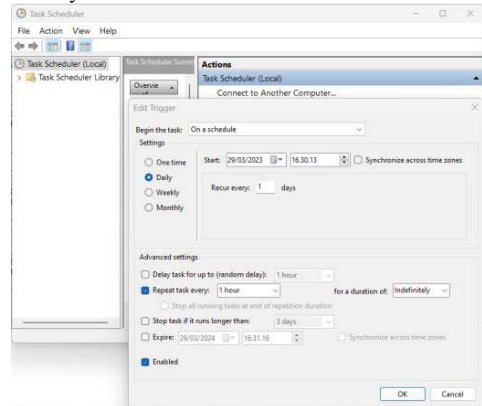 Task Scheduler
File Action View Help
Task Scheduler (Local)
Task Scheduler Library
Task Scheduler Summ
Overvie
Actions
Task Scheduler (Local)
Connect to Another Computer...
Edit Trigger
Begin the task: On a schedule
Settings
One time
Daily
Weekly
Monthly
Start: 29/03/2023 16.30.13 Synchronize across time zones
Recur every: 1 days
Advanced settings
Delay task for up to (random delay): 1 hour
Repeat task every: 1 hour for a duration of: Indefinitely
Stop all running tasks at end of repetition duration
Stop task if it runs longer than: 3 days
Expire: 29/03/2024 16.31.16 Synchronize across time zones
Enabled
OK Cancel